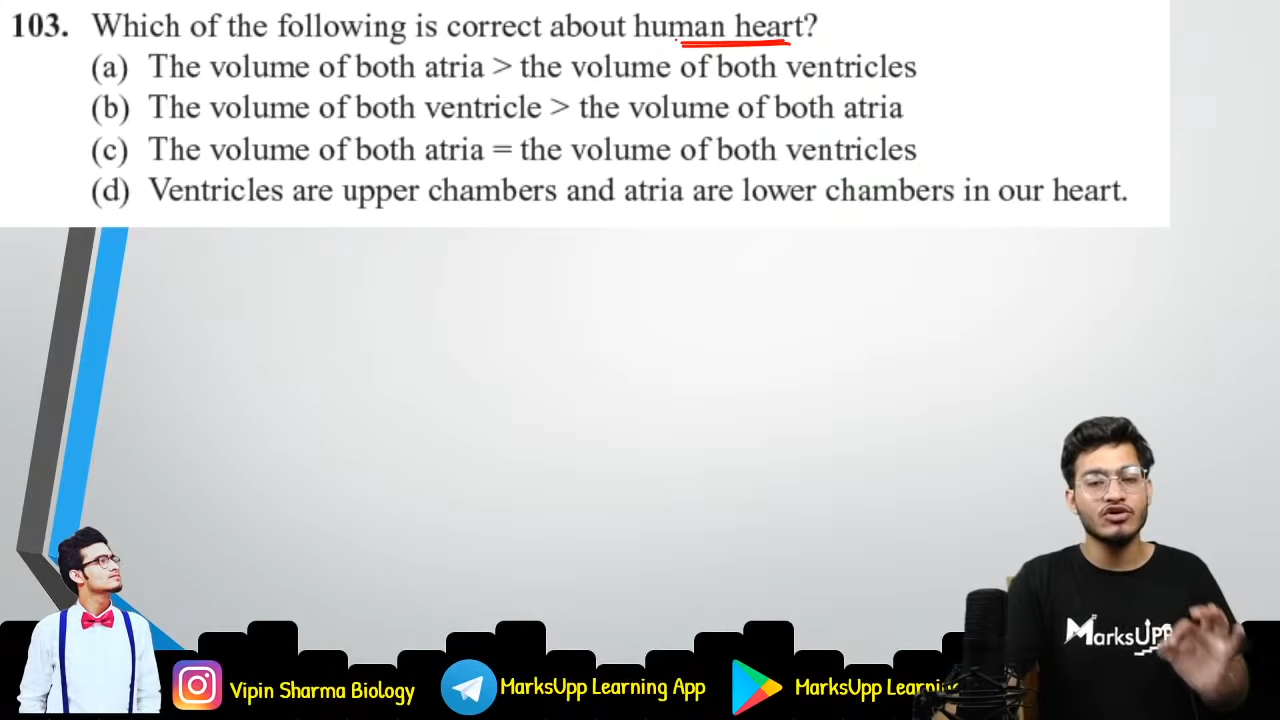 103. Which of the following is correct about human heart?
(a) The volume of both atria > the volume of both ventricles
(b) The volume of both ventricle > the volume of both atria
(c) The volume of both atria = the volume of both ventricles
(d) Ventricles are upper chambers and atria are lower chambers in our heart.
MarksUpp
Vipin Sharma Biology
MarksUpp Learning App
MarksUpp